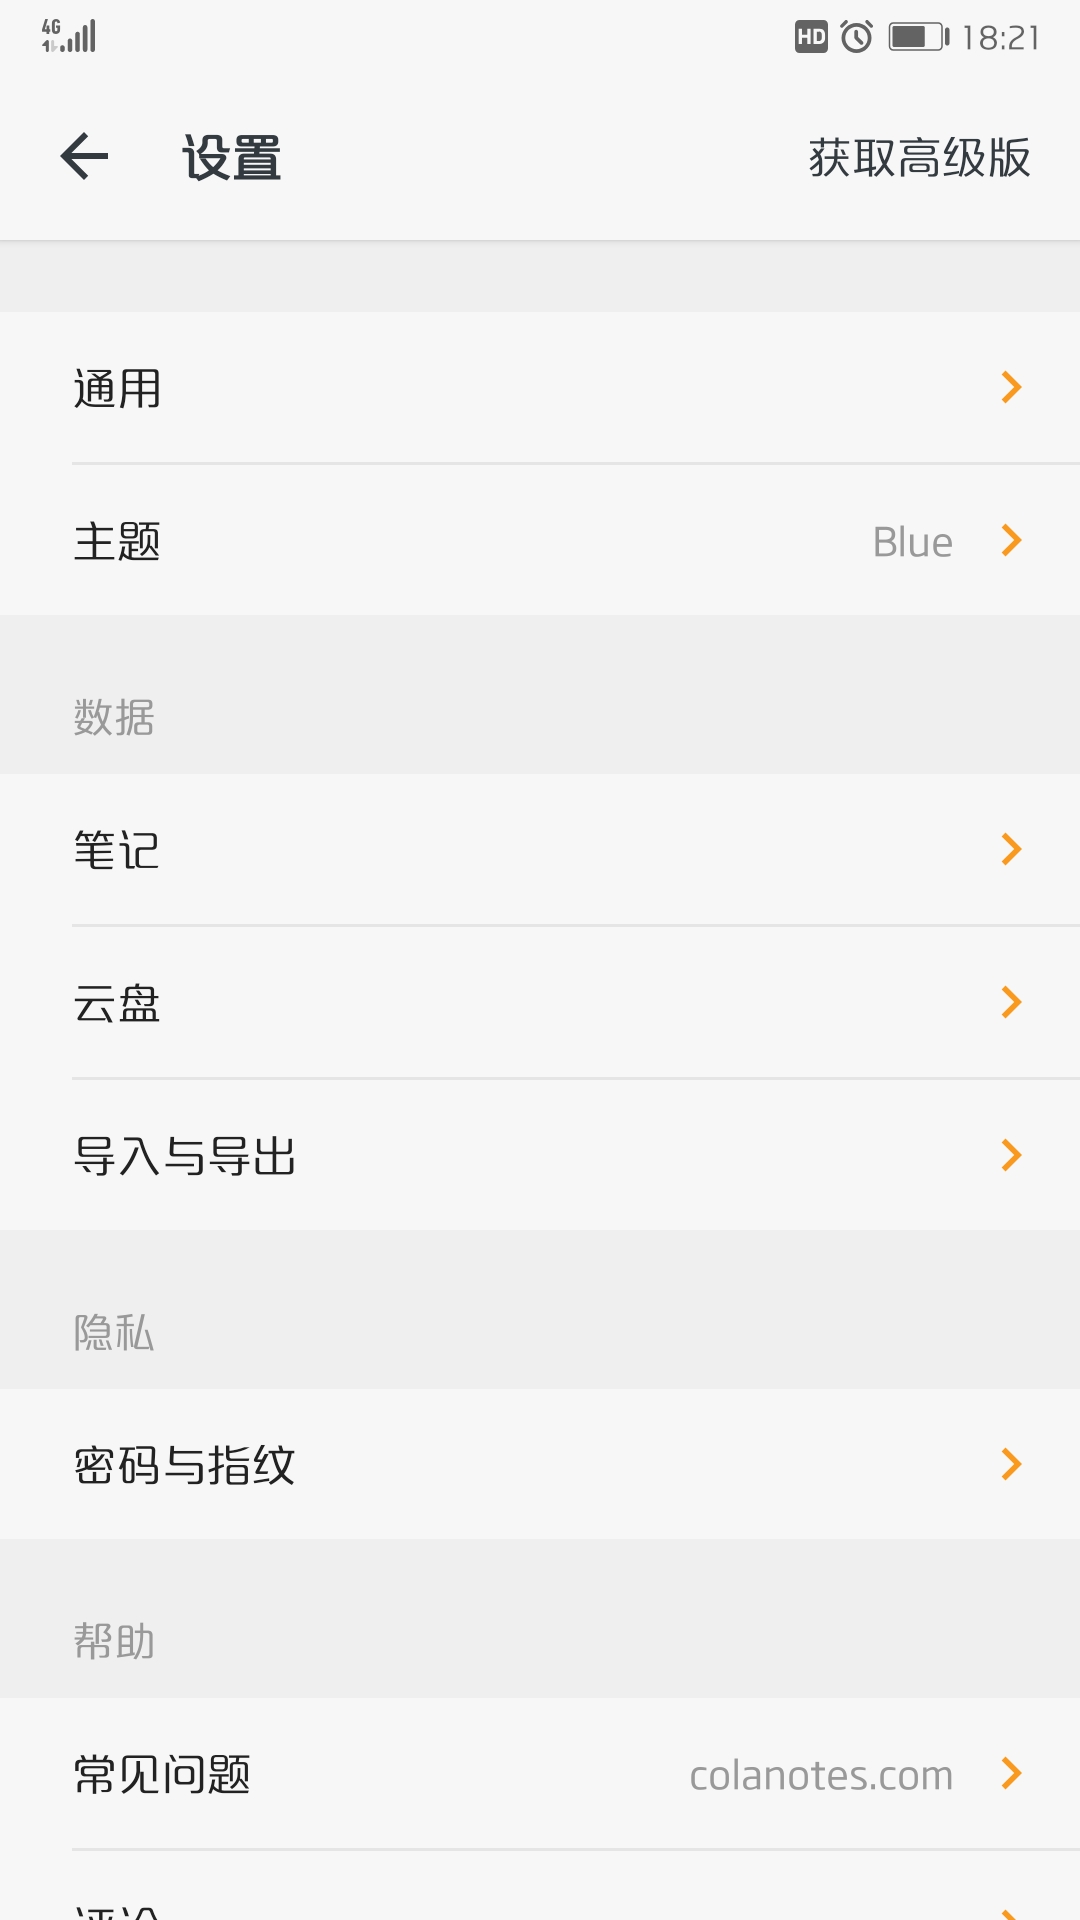 4G
HD 18:21
设置 获取高级版
通用
主题 Blue
数据
笔记
云盘
导入与导出
隐私
密码与指纹
帮助
常见问题 colanotes.com
评论